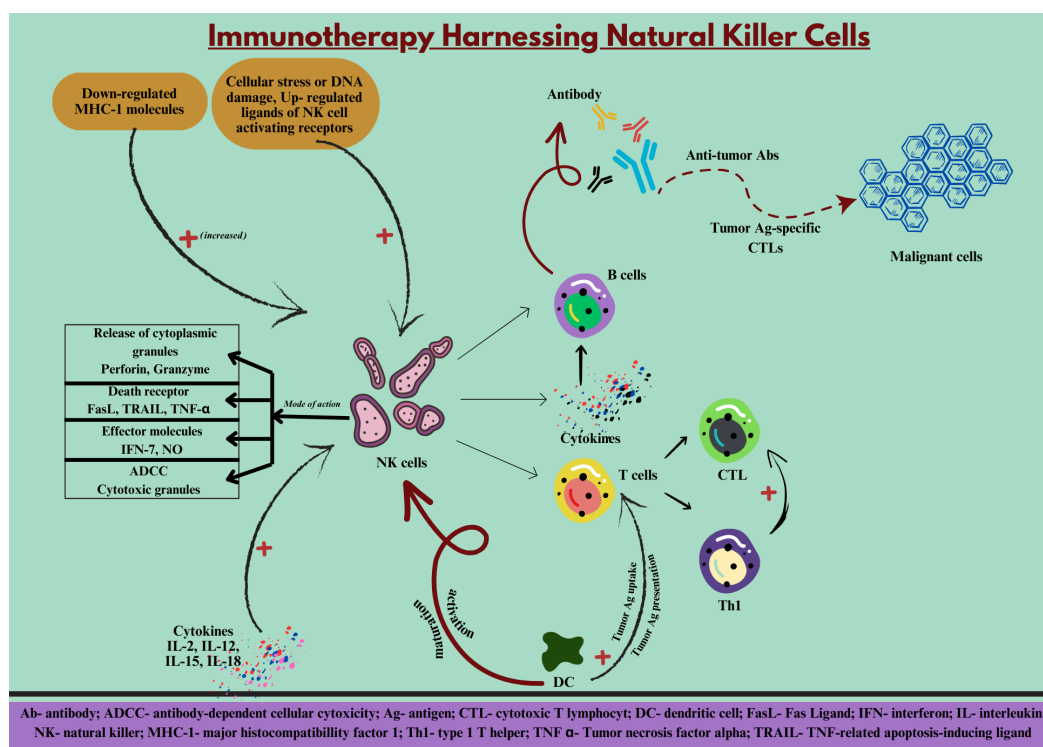 Immunotherapy Harnessing Natural Killer Cells
Down-regulated
MHC-1 molecules
Cellular stress or DNA
damage, Up- regulated
ligands of NK cell
activating receptors
+
(increased)
+
Antibody
Anti-tumor Abs
Tumor Ag-specific
CTLs
Malignant cells
B cells
Release of cytoplasmic
granules
Perforin, Granzyme
Death receptor
FasL, TRAIL, TNF-α
Effector molecules
IFN-7, NO
ADCC
Cytotoxic granules
Mode of action
NK cells
Cytokines
T cells
CTL
+
Th1
+
Cytokines
IL-2, IL-12,
IL-15, IL-18
maturation
activation
DC
+
Tumor Ag uptake
Tumor Ag presentation
Ab- antibody; ADCC- antibody-dependent cellular cytoxicity; Ag- antigen; CTL- cytotoxic T lymphocyt; DC- dendritic cell; FasL- Fas Ligand; IFN- interferon; IL- interleukin
NK- natural killer; MHC-1- major histocompatibillity factor 1; Th1- type 1 T helper; TNF α- Tumor necrosis factor alpha; TRAIL- TNF-related apoptosis-inducing ligand